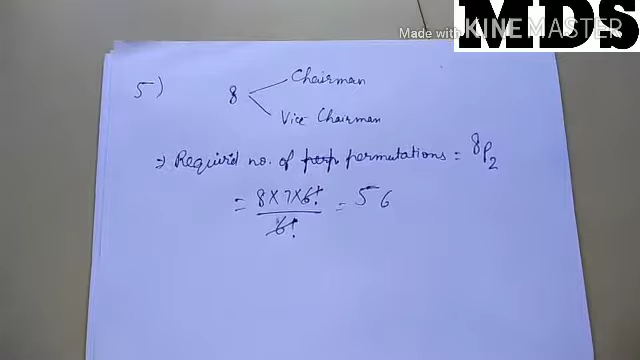 MDS
Made with KINEMASTER
5) 8 Chairman
Vice Chairman
⇒ Required no. of permutations = 8P₂
= 8×7×6! / 6! = 56